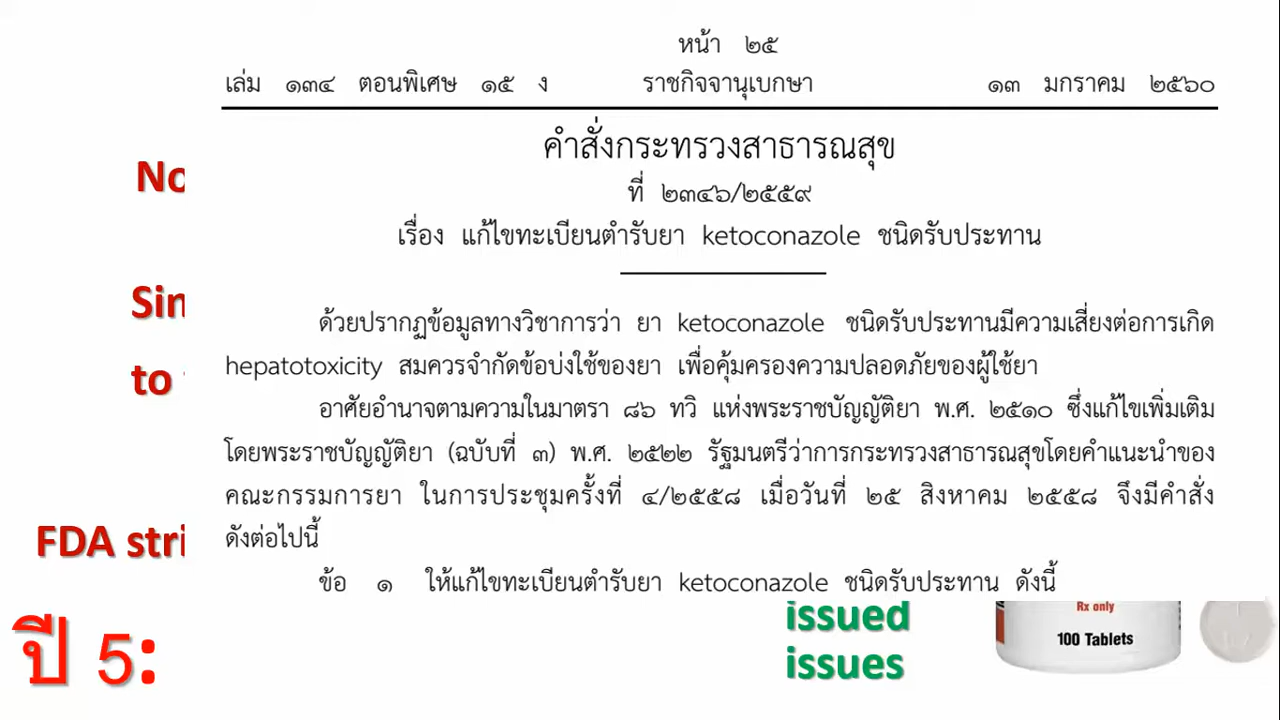 หน้า ๒๕
เล่ม ๑๓๔ ตอนพิเศษ ๑๕ ง ราชกิจจานุเบกษา ๑๓ มกราคม ๒๕๖๐
คำสั่งกระทรวงสาธารณสุข
ที่ ๒๓๔๖/๒๕๕๙
เรื่อง แก้ไขทะเบียนตำรับยา ketoconazole ชนิดรับประทาน
ด้วยปรากฏข้อมูลทางวิชาการว่า ยา ketoconazole ชนิดรับประทานมีความเสี่ยงต่อการเกิด
hepatotoxicity สมควรจำกัดข้อบ่งใช้ของยา เพื่อคุ้มครองความปลอดภัยของผู้ใช้ยา
อาศัยอำนาจตามความในมาตรา ๘๖ ทวิ แห่งพระราชบัญญัติยา พ.ศ. ๒๕๑๐ ซึ่งแก้ไขเพิ่มเติม
โดยพระราชบัญญัติยา (ฉบับที่ ๓) พ.ศ. ๒๕๒๒ รัฐมนตรีว่าการกระทรวงสาธารณสุขโดยคำแนะนำของ
คณะกรรมการยา ในการประชุมครั้งที่ ๔/๒๕๕๘ เมื่อวันที่ ๒๕ สิงหาคม ๒๕๕๘ จึงมีคำสั่ง
ดังต่อไปนี้
ข้อ ๑ ให้แก้ไขทะเบียนตำรับยา ketoconazole ชนิดรับประทาน ดังนี้
No
Sin
to
FDA stri
ปี 5:
issued
issues
Rx only
100 Tablets